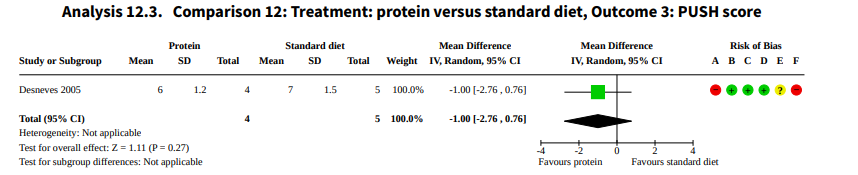 Analysis 12.3. Comparison 12: Treatment: protein versus standard diet, Outcome 3: PUSH score
Protein Standard diet Mean Difference Mean Difference Risk of Bias
Study or Subgroup Mean SD Total Mean SD Total Weight IV, Random, 95% CI IV, Random, 95% CI A B C D E F
Desneves 2005 6 1.2 4 7 1.5 5 100.0% -1.00 [-2.76 , 0.76] + + + ?
Total (95% CI) 4 5 100.0% -1.00 [-2.76 , 0.76]
Heterogeneity: Not applicable
Test for overall effect: Z = 1.11 (P = 0.27) -4 -2 0 2 4
Test for subgroup differences: Not applicable Favours protein Favours standard diet